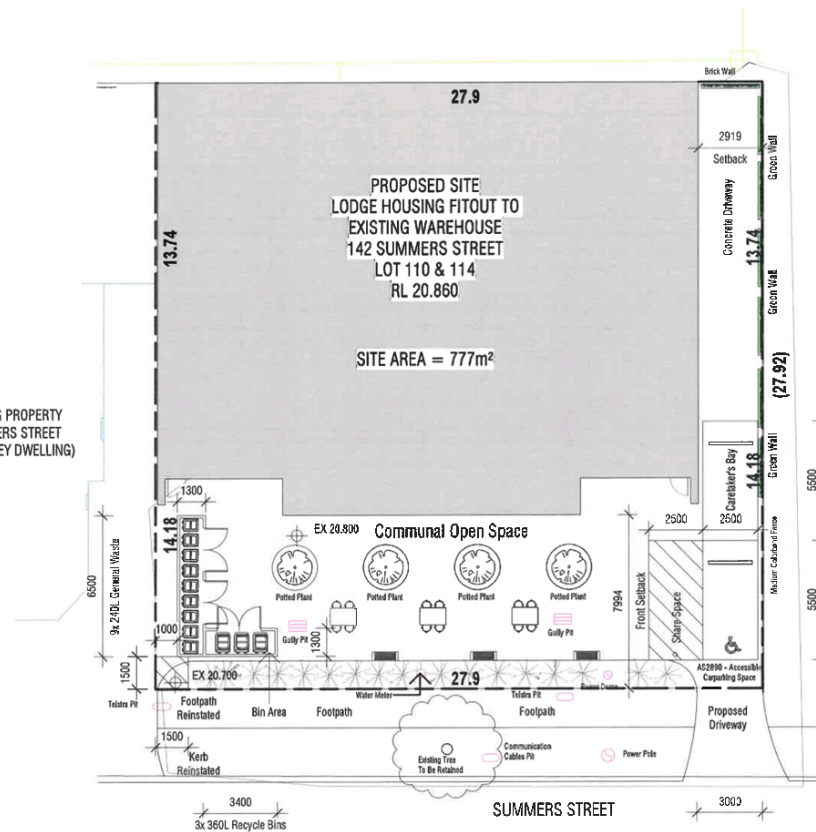 Brick Wall
27.9
2919
Setback
Green Wall
Concrete Driveway
13.74
13.74
PROPOSED SITE
LODGE HOUSING FITOUT TO
EXISTING WAREHOUSE
142 SUMMERS STREET
LOT 110 & 114
RL 20.860
Green Wall
SITE AREA = 777m²
(27.92)
PROPERTY
STREET
DWELLING)
Green Wall
14.18
Caretaker's Bay
5500
1300
14.18
EX 20.800
Communal Open Space
2500
2500
6500
9x 240L General Waste
Potted Plant
Potted Plant
Potted Plant
Potted Plant
7994
Front Setback
Share Space
5500
1000
Gully Pit
1300
Gully Pit
1500
EX 20.700
AS2890 - Accessible
Carparking Space
Water Meter
27.9
Telstra Pit
Telstra Pit
Footpath
Reinstated
Bin Area
Footpath
Footpath
Proposed
Driveway
1500
Kerb
Reinstated
Existing Tree
To Be Retained
Communication
Cables Pit
Power Pole
3400
3x 360L Recycle Bins
SUMMERS STREET
3000